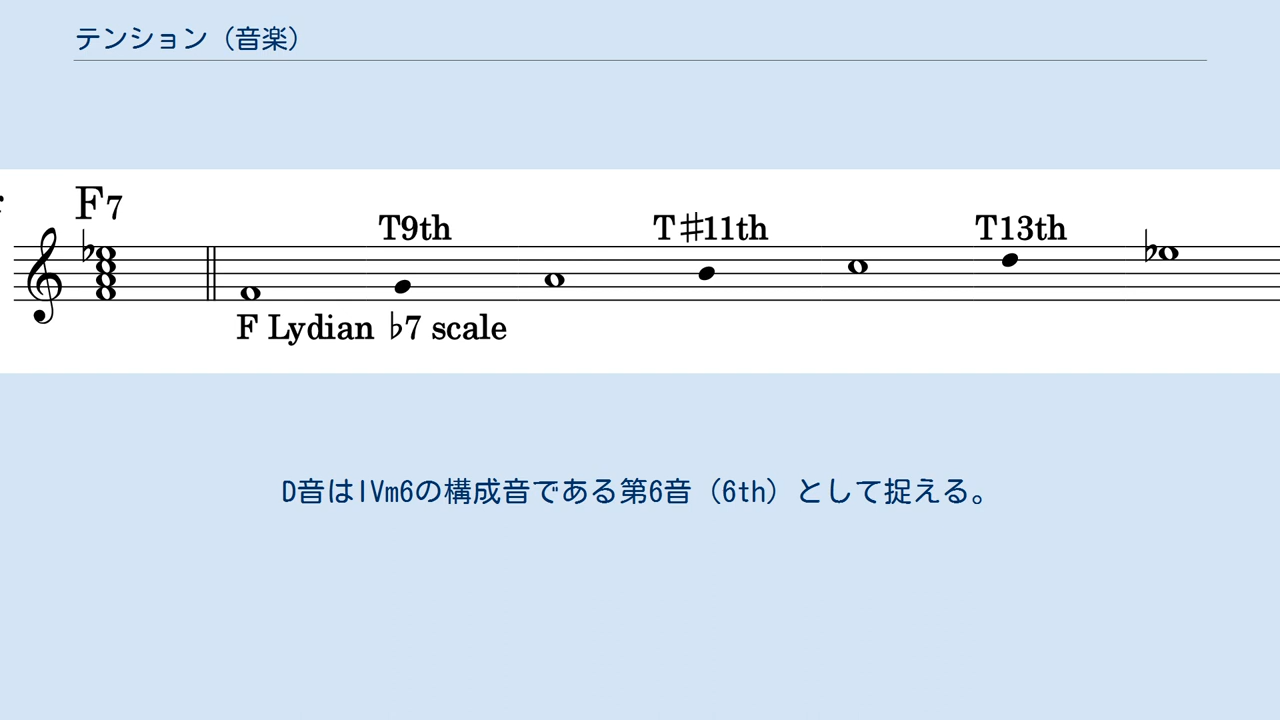 テンション（音楽）
F7
T9th T♯11th T13th
F Lydian ♭7 scale
D音はIVm6の構成音である第6音（6th）として捉える。